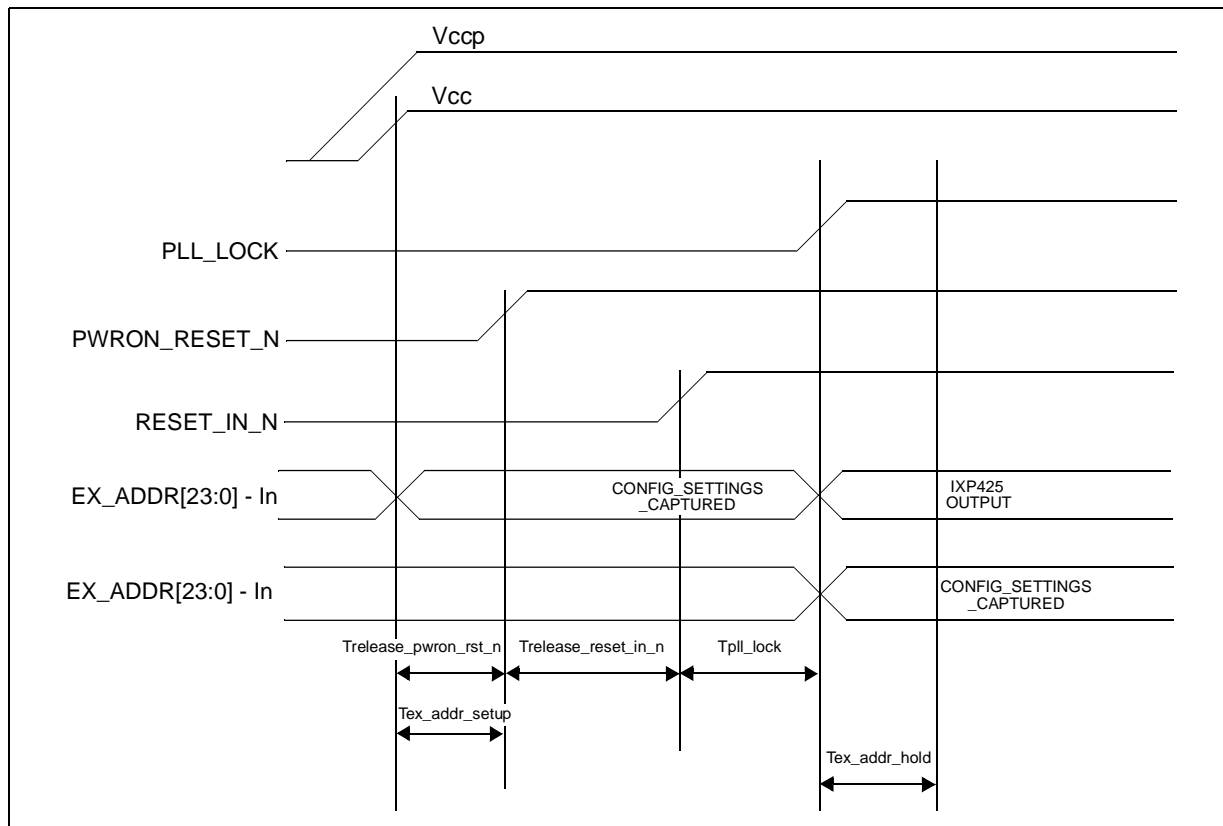 Vccp
Vcc
PLL_LOCK
PWRON_RESET_N
RESET_IN_N
EX_ADDR[23:0] - In
CONFIG_SETTINGS
_CAPTURED
IXP425
OUTPUT
EX_ADDR[23:0] - In
CONFIG_SETTINGS
_CAPTURED
Trelease_pwron_rst_n
Trelease_reset_in_n
Tpll_lock
Tex_addr_setup
Tex_addr_hold